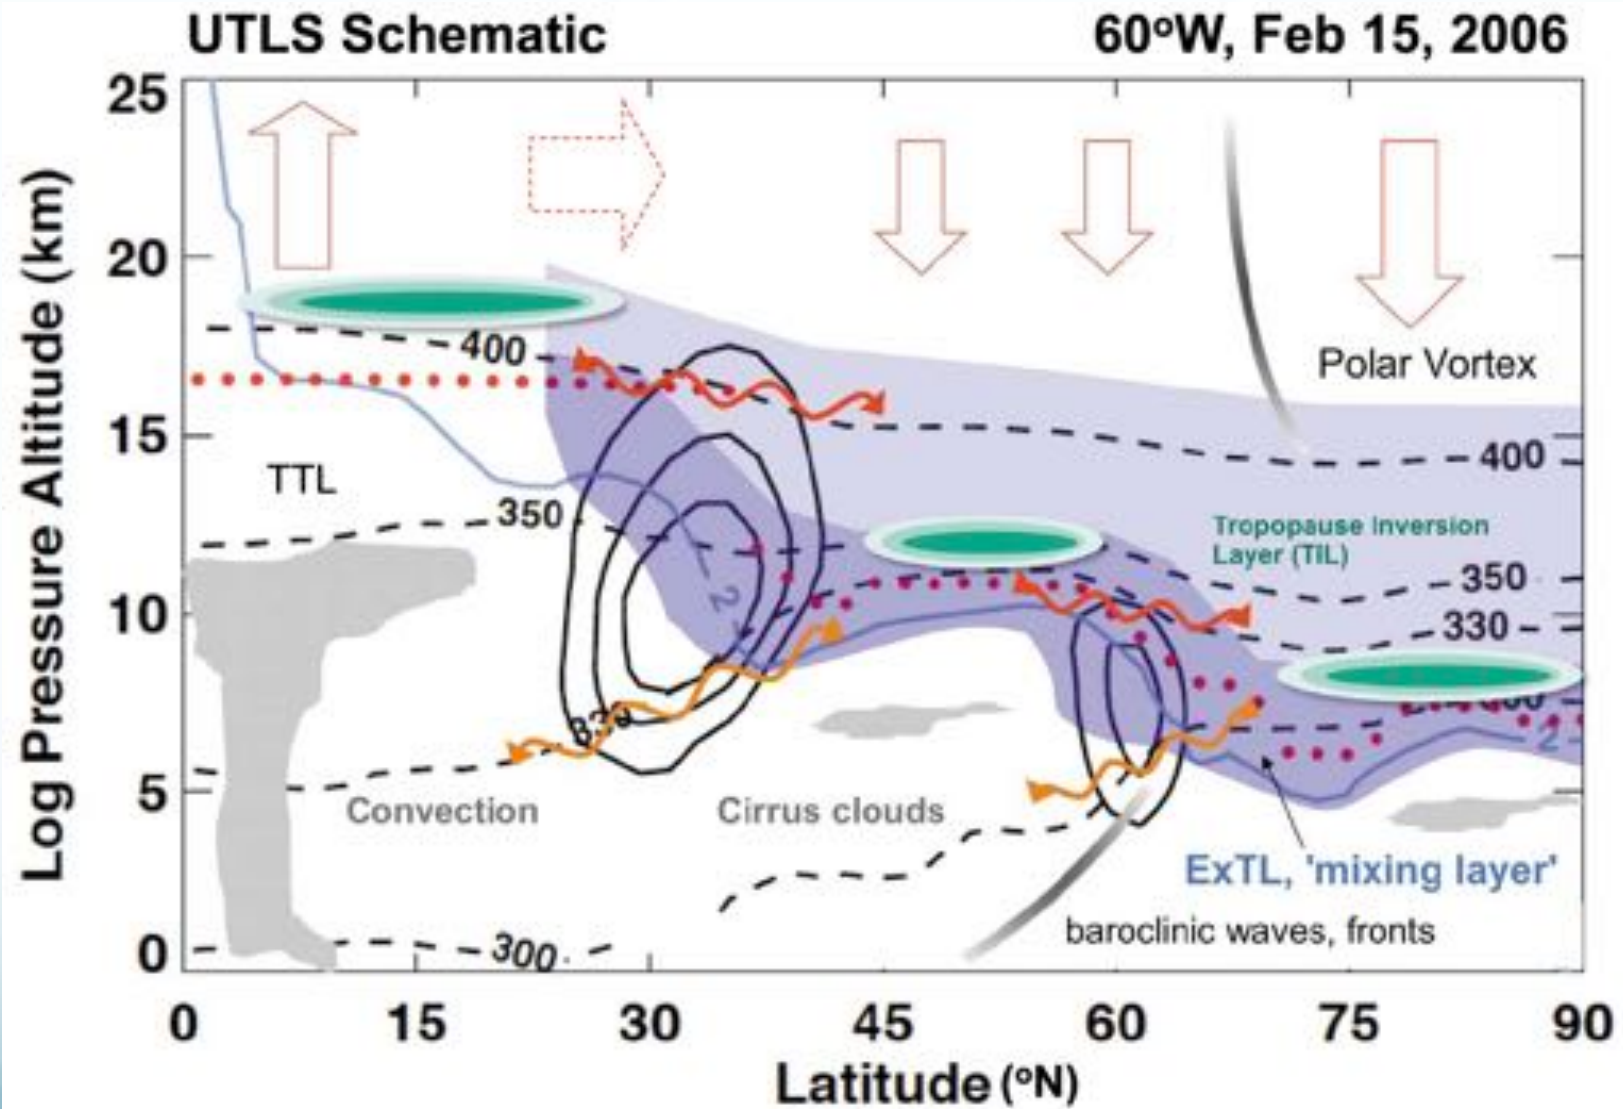 UTLS Schematic
60ºW, Feb 15, 2006
25
20
15
10
5
0
Log Pressure Altitude (km)
400
Polar Vortex
TTL
400
350
Tropopause Inversion
Layer (TIL)
350
2
330
330
2
Convection
Cirrus clouds
ExTL, 'mixing layer'
baroclinic waves, fronts
300
0
15
30
45
60
75
90
Latitude (ºN)